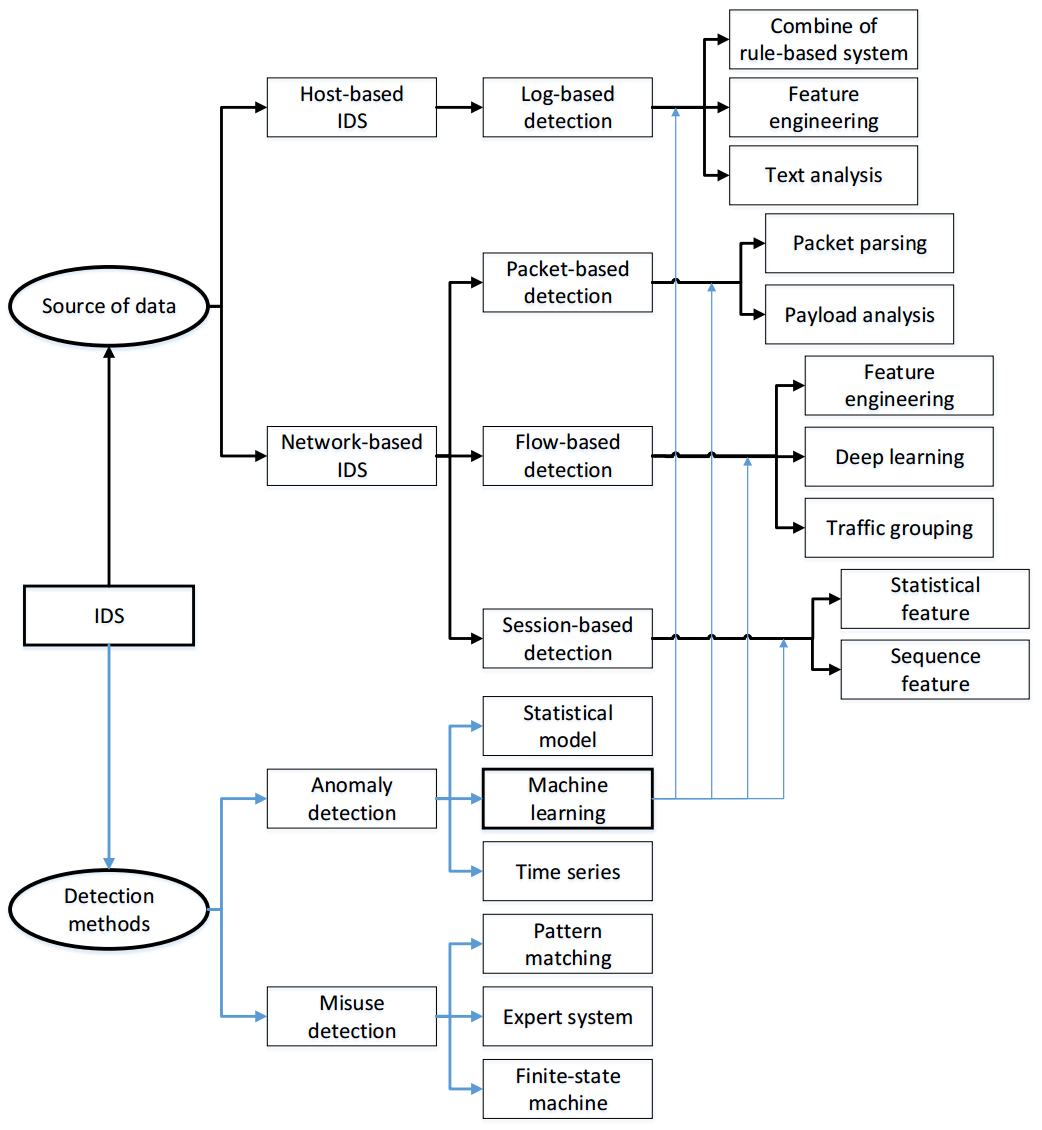 Combine of
rule-based system
Host-based
IDS
Log-based
detection
Feature
engineering
Text analysis
Packet parsing
Source of data
Packet-based
detection
Payload analysis
Feature
engineering
Network-based
IDS
Flow-based
detection
Deep learning
Traffic grouping
IDS
Statistical
feature
Session-based
detection
Sequence
feature
Statistical
model
Anomaly
detection
Machine
learning
Time series
Detection
methods
Pattern
matching
Misuse
detection
Expert system
Finite-state
machine